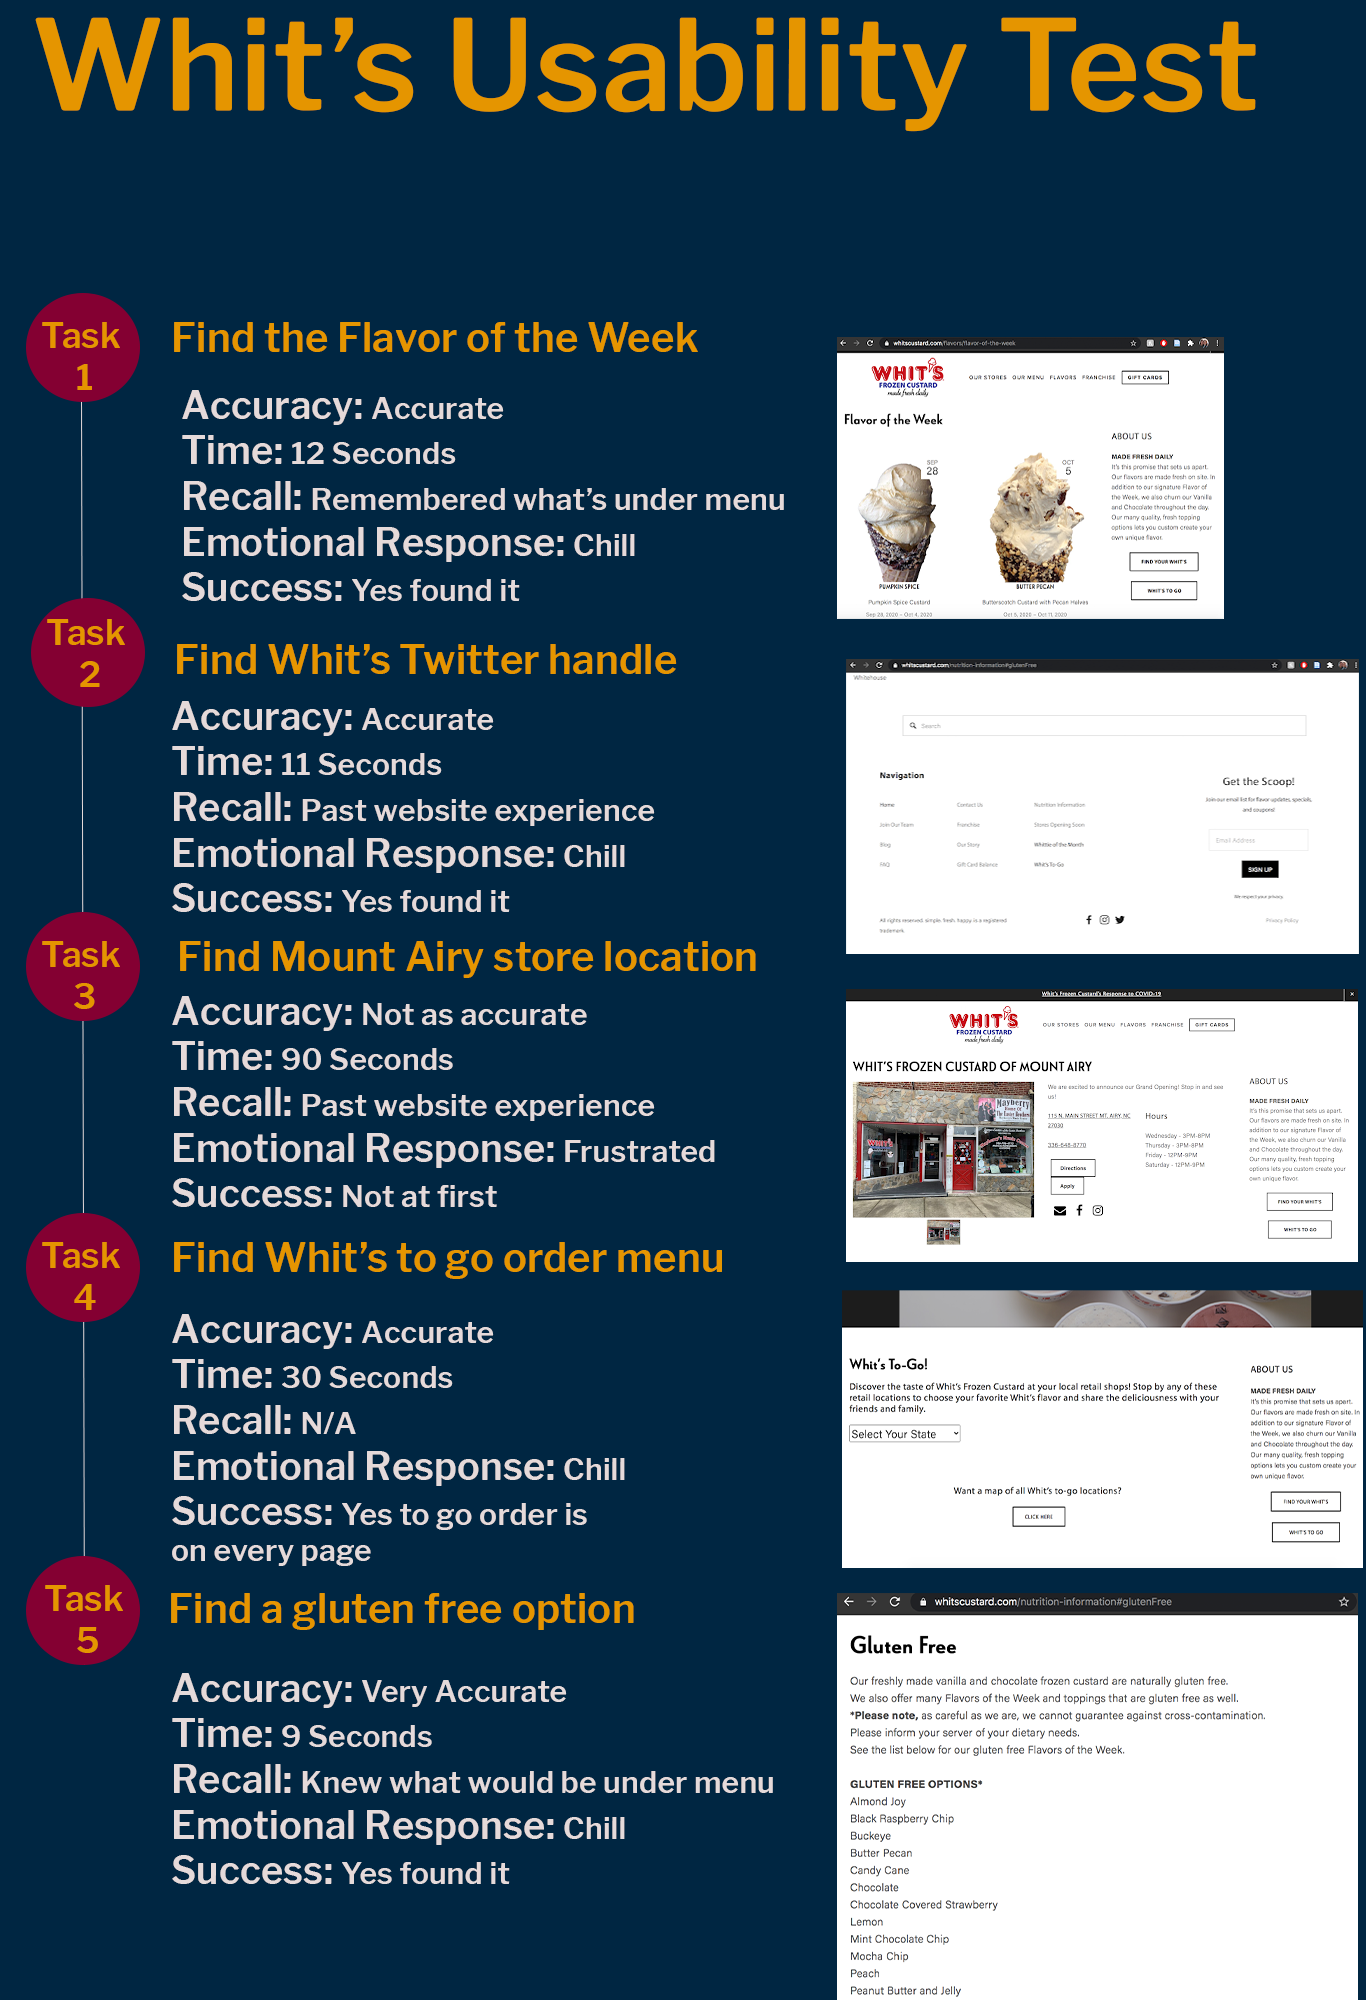 Whit's Usability Test
Task
1
Find the Flavor of the Week
Accuracy: Accurate
Time: 12 Seconds
Recall: Remembered what's under menu
Emotional Response: Chill
Success: Yes found it
whitscustard.com/flavors/flavor-of-the-week
WHIT'S
FROZEN CUSTARD
made fresh daily
OUR STORES OUR MENU FLAVORS FRANCHISE GIFT CARDS
Flavor of the Week
SEP
28
OCT
5
PUMPKIN SPICE
BUTTER PECAN
Pumpkin Spice Custard
Butterscotch Custard with Pecan Halves
Sep 28, 2020 – Oct 4, 2020
Oct 5, 2020 – Oct 11, 2020
ABOUT US
MADE FRESH DAILY
It's this promise that sets us apart.
Our flavors are made fresh on site. In
addition to our signature Flavor of
the Week, we also churn our Vanilla
and Chocolate throughout the day.
Our many quality, fresh topping
options lets you custom create your
own unique flavor.
FIND YOUR WHIT'S
WHIT'S TO GO
Task
2
Find Whit's Twitter handle
Accuracy: Accurate
Time: 11 Seconds
Recall: Past website experience
Emotional Response: Chill
Success: Yes found it
whitscustard.com/nutrition-information#glutenFree
Whitehouse
Search
Navigation
Home
Contact Us
Nutrition Information
Join Our Team
Franchise
Stores Opening Soon
Blog
Our Story
Whittie of the Month
FAQ
Gift Card Balance
Whit's To-Go
Get the Scoop!
Join our email list for flavor updates, specials,
and coupons!
Email Address
SIGN UP
We respect your privacy.
All rights reserved. simple. fresh. happy is a registered
trademark.
Privacy Policy
Task
3
Find Mount Airy store location
Accuracy: Not as accurate
Time: 90 Seconds
Recall: Past website experience
Emotional Response: Frustrated
Success: Not at first
Whit's Frozen Custard's Response to COVID-19
WHIT'S
FROZEN CUSTARD
made fresh daily
OUR STORES OUR MENU FLAVORS FRANCHISE GIFT CARDS
WHIT'S FROZEN CUSTARD OF MOUNT AIRY
Mayberry
WHIT'S
We are excited to announce our Grand Opening! Stop in and see
us!
115 N. MAIN STREET MT. AIRY, NC
27030
336-648-8770
Directions
Apply
Hours
Wednesday - 3PM-8PM
Thursday - 3PM-8PM
Friday - 12PM-9PM
Saturday - 12PM-9PM
ABOUT US
MADE FRESH DAILY
It's this promise that sets us apart.
Our flavors are made fresh on site. In
addition to our signature Flavor of
the Week, we also churn our Vanilla
and Chocolate throughout the day.
Our many quality, fresh topping
options lets you custom create your
own unique flavor.
FIND YOUR WHIT'S
WHIT'S TO GO
Task
4
Find Whit's to go order menu
Accuracy: Accurate
Time: 30 Seconds
Recall: N/A
Emotional Response: Chill
Success: Yes to go order is
on every page
Whit's To-Go!
Discover the taste of Whit's Frozen Custard at your local retail shops! Stop by any of these
retail locations to choose your favorite Whit's flavor and share the deliciousness with your
friends and family.
Select Your State
Want a map of all Whit's to-go locations?
CLICK HERE
ABOUT US
MADE FRESH DAILY
It's this promise that sets us apart.
Our flavors are made fresh on site. In
addition to our signature Flavor of
the Week, we also churn our Vanilla
and Chocolate throughout the day.
Our many quality, fresh topping
options lets you custom create your
own unique flavor.
FIND YOUR WHIT'S
WHIT'S TO GO
Task
5
Find a gluten free option
Accuracy: Very Accurate
Time: 9 Seconds
Recall: Knew what would be under menu
Emotional Response: Chill
Success: Yes found it
whitscustard.com/nutrition-information#glutenFree
Gluten Free
Our freshly made vanilla and chocolate frozen custard are naturally gluten free.
We also offer many Flavors of the Week and toppings that are gluten free as well.
*Please note, as careful as we are, we cannot guarantee against cross-contamination.
Please inform your server of your dietary needs.
See the list below for our gluten free Flavors of the Week.
GLUTEN FREE OPTIONS*
Almond Joy
Black Raspberry Chip
Buckeye
Butter Pecan
Candy Cane
Chocolate
Chocolate Covered Strawberry
Lemon
Mint Chocolate Chip
Mocha Chip
Peach
Peanut Butter and Jelly